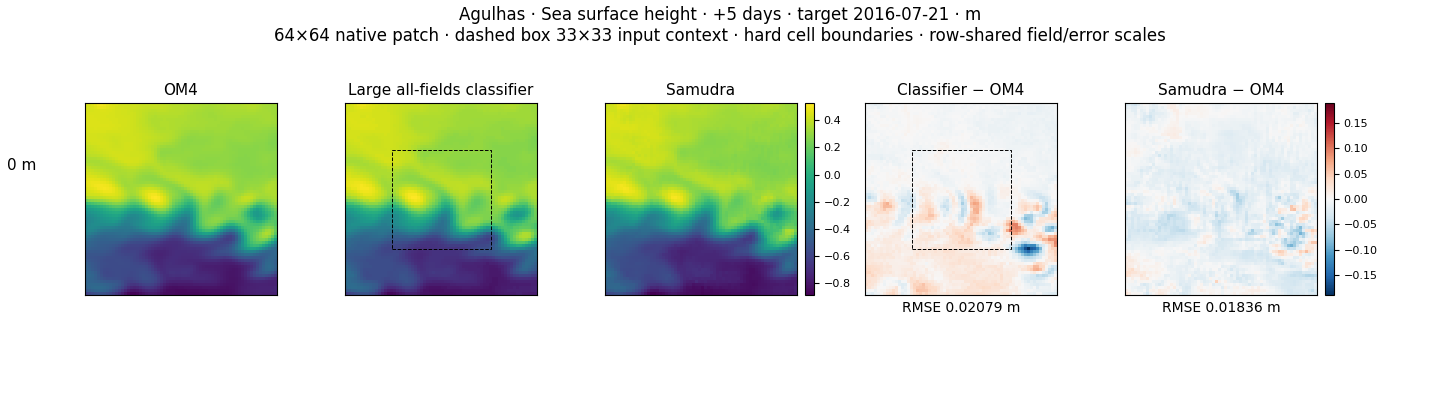 Agulhas · Sea surface height · +5 days · target 2016-07-21 · m
64×64 native patch · dashed box 33×33 input context · hard cell boundaries · row-shared field/error scales
OM4
Large all-fields classifier
Samudra
Classifier − OM4
Samudra − OM4
0 m
0.4
0.2
0.0
−0.2
−0.4
−0.6
−0.8
0.15
0.10
0.05
0.00
−0.05
−0.10
−0.15
RMSE 0.02079 m
RMSE 0.01836 m